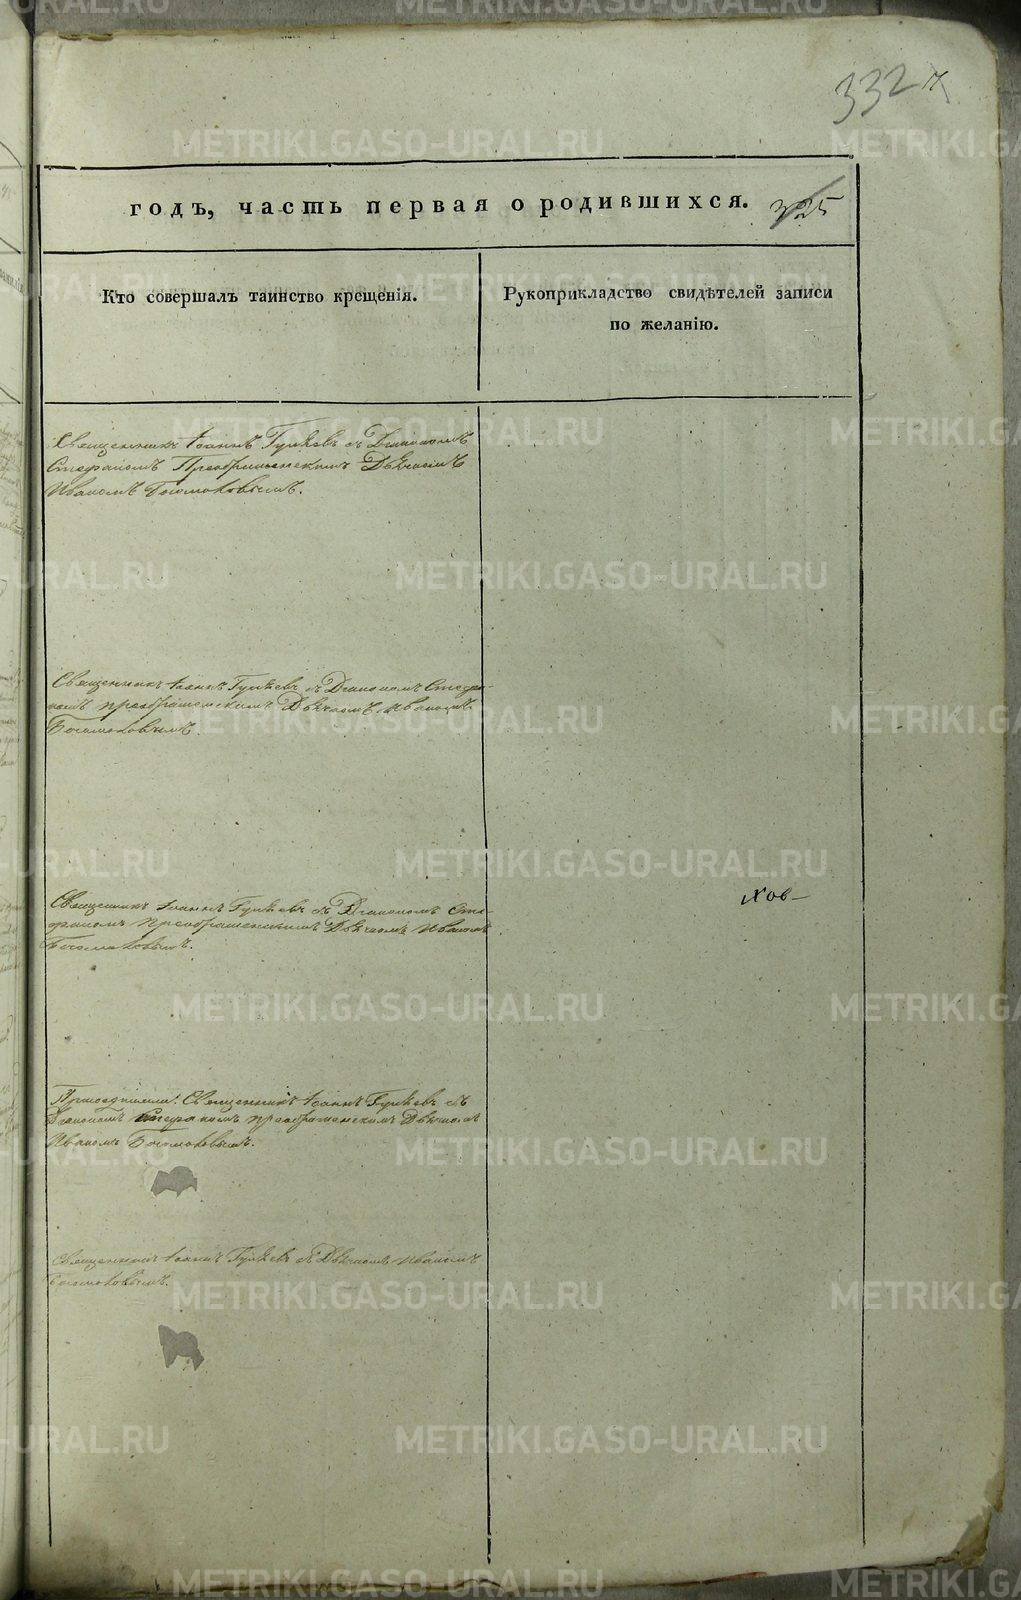 332
годъ, часть первая о родившихся. 325
Кто совершалъ таинство крещенія.
Рукоприкладство свидѣтелей записи
по желанію.
Священникъ Іоаннъ Гуляевъ съ Діакономъ
Стефаномъ Преображенскимъ Дьячкомъ
Иваномъ Богомоловымъ.
Священникъ Іоаннъ Гуляевъ съ Діакономъ Стефа-
номъ Преображенскимъ Дьячкомъ Иваномъ
Богомоловымъ.
Священникъ Іоаннъ Гуляевъ съ Діакономъ Сте-
фаномъ Преображенскимъ Дьячкомъ Иваномъ
Богомоловымъ.
Священникъ Іоаннъ Гуляевъ съ
Діакономъ Стефаномъ Преображенскимъ Дьячкомъ
Иваномъ Богомоловымъ.
Священникъ Іоаннъ Гуляевъ съ Дьячкомъ Иваномъ
Богомоловымъ.
METRIKI.GASO-URAL.RU